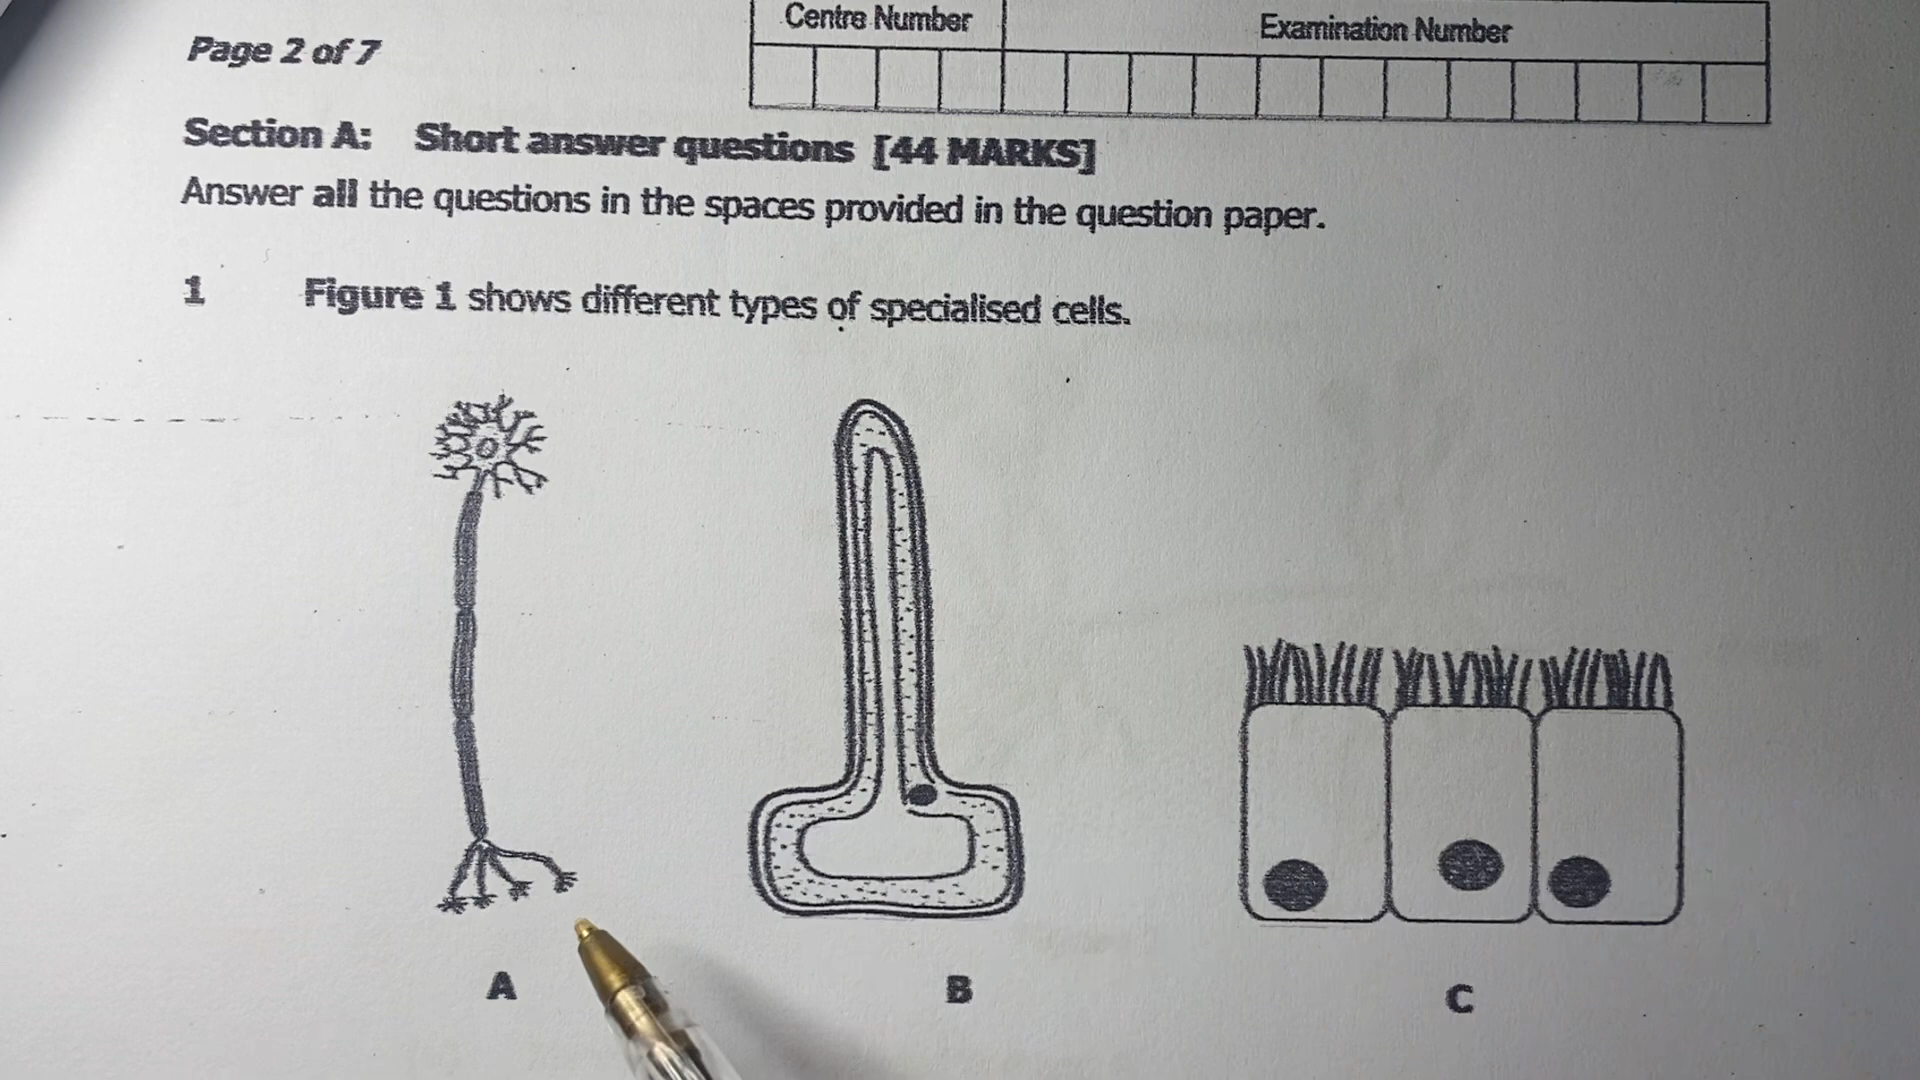 Centre Number Examination Number
Page 2 of 7
Section A: Short answer questions [44 MARKS]
Answer all the questions in the spaces provided in the question paper.
1 Figure 1 shows different types of specialised cells.
A B C